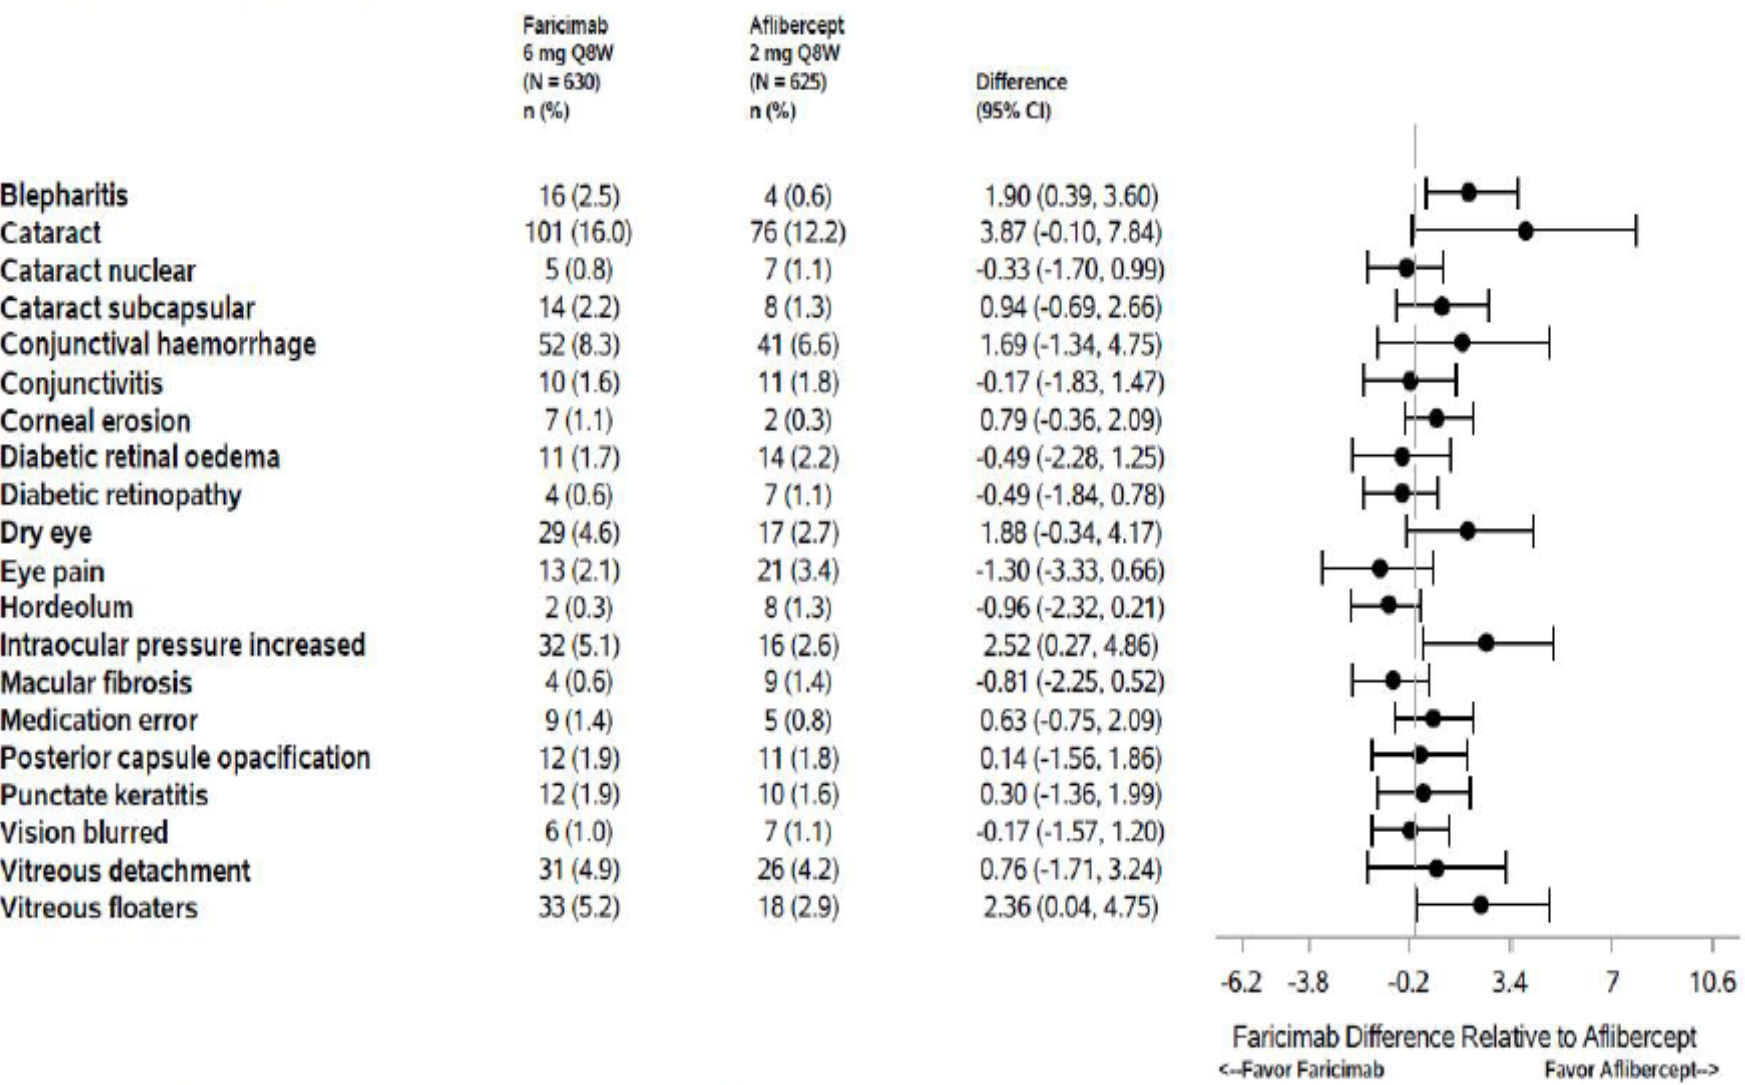 Faricimab
6 mg Q8W
(N = 630)
n (%)
Aflibercept
2 mg Q8W
(N = 625)
n (%)
Difference
(95% CI)
Blepharitis 16 (2.5) 4 (0.6) 1.90 (0.39, 3.60)
Cataract 101 (16.0) 76 (12.2) 3.87 (-0.10, 7.84)
Cataract nuclear 5 (0.8) 7 (1.1) -0.33 (-1.70, 0.99)
Cataract subcapsular 14 (2.2) 8 (1.3) 0.94 (-0.69, 2.66)
Conjunctival haemorrhage 52 (8.3) 41 (6.6) 1.69 (-1.34, 4.75)
Conjunctivitis 10 (1.6) 11 (1.8) -0.17 (-1.83, 1.47)
Corneal erosion 7 (1.1) 2 (0.3) 0.79 (-0.36, 2.09)
Diabetic retinal oedema 11 (1.7) 14 (2.2) -0.49 (-2.28, 1.25)
Diabetic retinopathy 4 (0.6) 7 (1.1) -0.49 (-1.84, 0.78)
Dry eye 29 (4.6) 17 (2.7) 1.88 (-0.34, 4.17)
Eye pain 13 (2.1) 21 (3.4) -1.30 (-3.33, 0.66)
Hordeolum 2 (0.3) 8 (1.3) -0.96 (-2.32, 0.21)
Intraocular pressure increased 32 (5.1) 16 (2.6) 2.52 (0.27, 4.86)
Macular fibrosis 4 (0.6) 9 (1.4) -0.81 (-2.25, 0.52)
Medication error 9 (1.4) 5 (0.8) 0.63 (-0.75, 2.09)
Posterior capsule opacification 12 (1.9) 11 (1.8) 0.14 (-1.56, 1.86)
Punctate keratitis 12 (1.9) 10 (1.6) 0.30 (-1.36, 1.99)
Vision blurred 6 (1.0) 7 (1.1) -0.17 (-1.57, 1.20)
Vitreous detachment 31 (4.9) 26 (4.2) 0.76 (-1.71, 3.24)
Vitreous floaters 33 (5.2) 18 (2.9) 2.36 (0.04, 4.75)
-6.2 -3.8 -0.2 3.4 7 10.6
Faricimab Difference Relative to Aflibercept
<--Favor Faricimab Favor Aflibercept-->